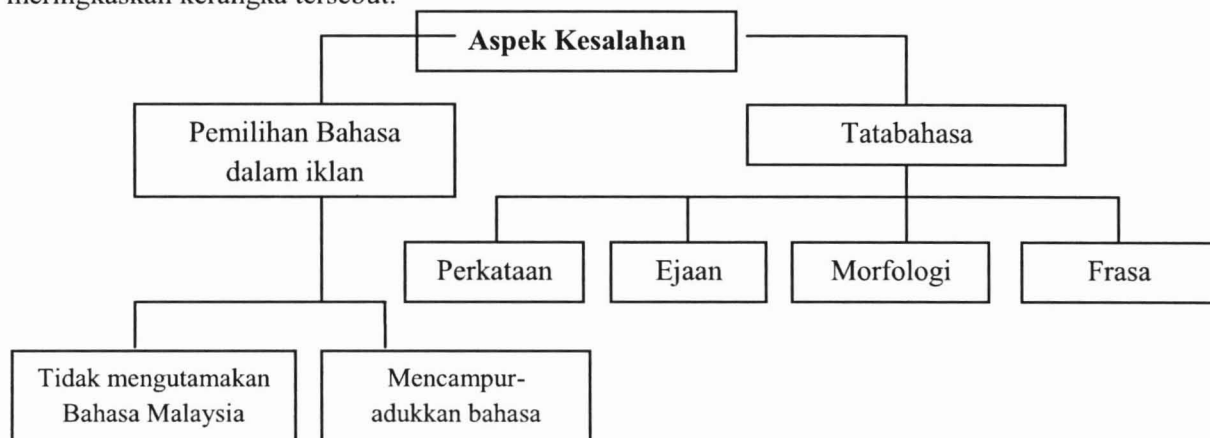 meringkaskan kerangka tersebut.
Aspek Kesalahan
Pemilihan Bahasa
dalam iklan
Tatabahasa
Perkataan
Ejaan
Morfologi
Frasa
Tidak mengutamakan
Bahasa Malaysia
Mencampur-
adukkan bahasa